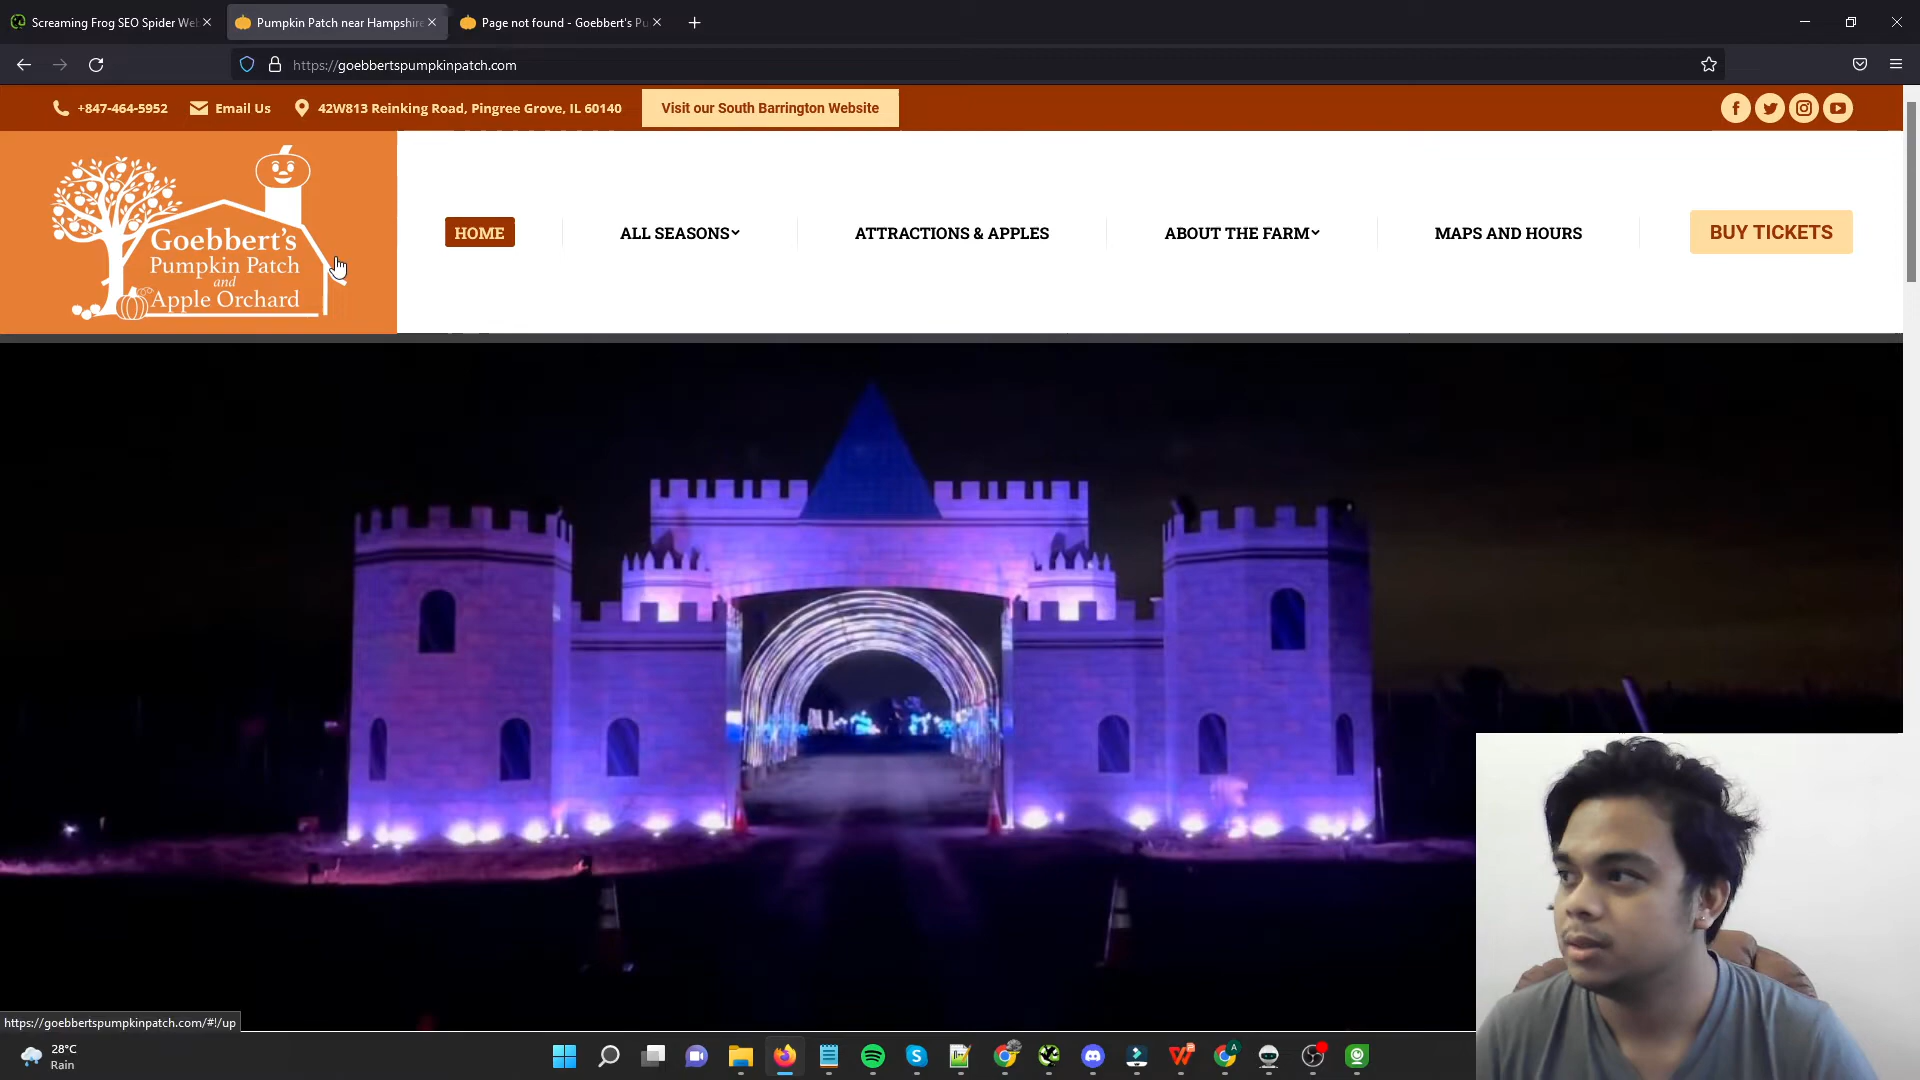 Screaming Frog SEO Spider We
Pumpkin Patch near Hampshire
Page not found - Goebbert's Pu
https://goebbertspumpkinpatch.com
+847-464-5952
Email Us
42W813 Reinking Road, Pingree Grove, IL 60140
Visit our South Barrington Website
Goebbert's
Pumpkin Patch
and
Apple Orchard
HOME
ALL SEASONS
ATTRACTIONS & APPLES
ABOUT THE FARM
MAPS AND HOURS
BUY TICKETS
https://goebbertspumpkinpatch.com/#!/up
28°C
Rain